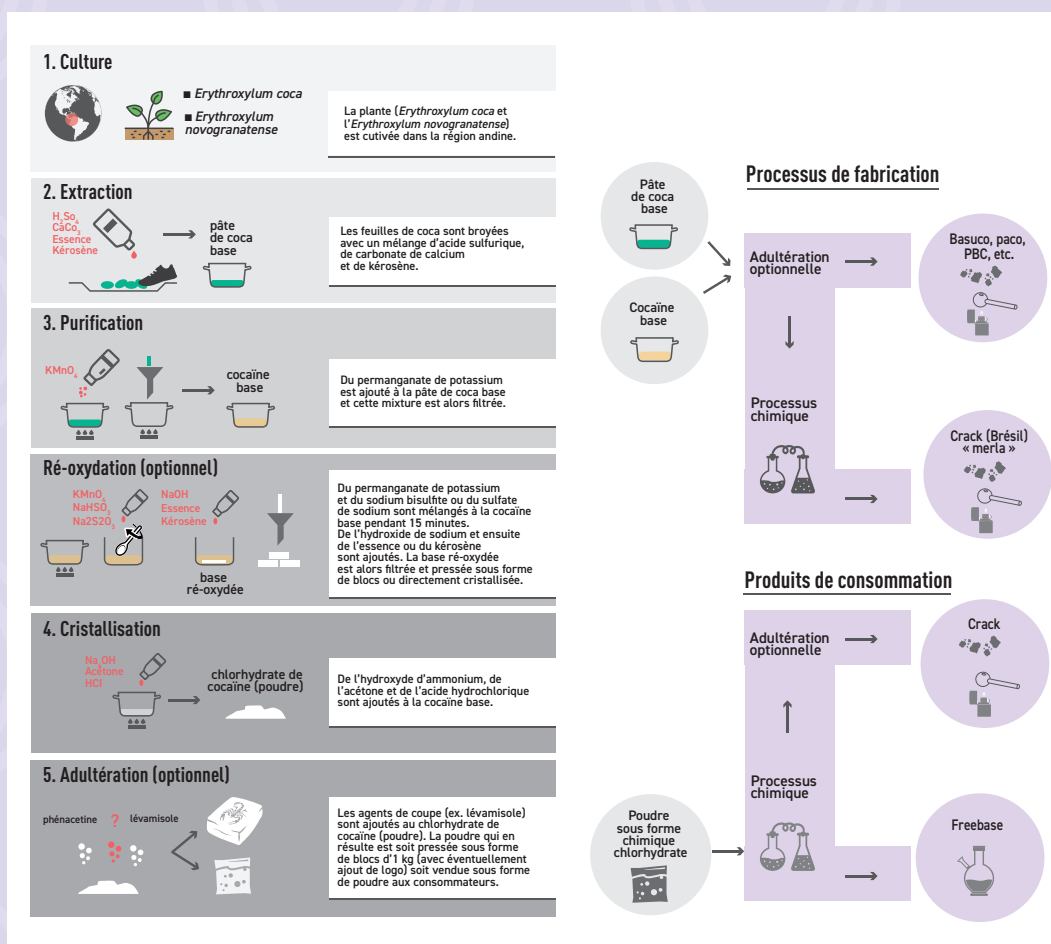 1. Culture
■ Erythroxylum coca
■ Erythroxylum
novogranatense
La plante (Erythroxylum coca et
l'Erythroxylum novogranatense)
est cutivée dans la région andine.
2. Extraction
H₂So₄
CaCo₃
Essence
Kérosène
pâte
de coca
base
Les feuilles de coca sont broyées
avec un mélange d'acide sulfurique,
de carbonate de calcium
et de kérosène.
3. Purification
KMnO₄
cocaïne
base
Du permanganate de potassium
est ajouté à la pâte de coca base
et cette mixture est alors filtrée.
Ré-oxydation (optionnel)
KMnO₄
NaHSO₃
Na2S2O₃
NaOH
Essence
Kérosène
base
ré-oxydée
Du permanganate de potassium
et du sodium bisulfite ou du sulfate
de sodium sont mélangés à la cocaïne
base pendant 15 minutes.
De l'hydroxide de sodium et ensuite
de l'essence ou du kérosène
sont ajoutés. La base ré-oxydée
est alors filtrée et pressée sous forme
de blocs ou directement cristallisée.
4. Cristallisation
Acétone
HCl
chlorhydrate de
cocaïne (poudre)
De l'hydroxyde d'ammonium, de
l'acétone et de l'acide hydrochlorique
sont ajoutés à la cocaïne base.
5. Adultération (optionnel)
phénacetine ? lévamisole
Les agents de coupe (ex. lévamisole)
sont ajoutés au chlorhydrate de
cocaïne (poudre). La poudre qui en
résulte est soit pressée sous forme
de blocs d'1 kg (avec éventuellement
ajout de logo) soit vendue sous forme
de poudre aux consommateurs.
Processus de fabrication
Pâte
de coca
base
Cocaïne
base
Adultération
optionnelle
Basuco, paco,
PBC, etc.
Processus
chimique
Crack (Brésil)
« merla »
Produits de consommation
Adultération
optionnelle
Crack
Processus
chimique
Poudre
sous forme
chimique
chlorhydrate
Freebase